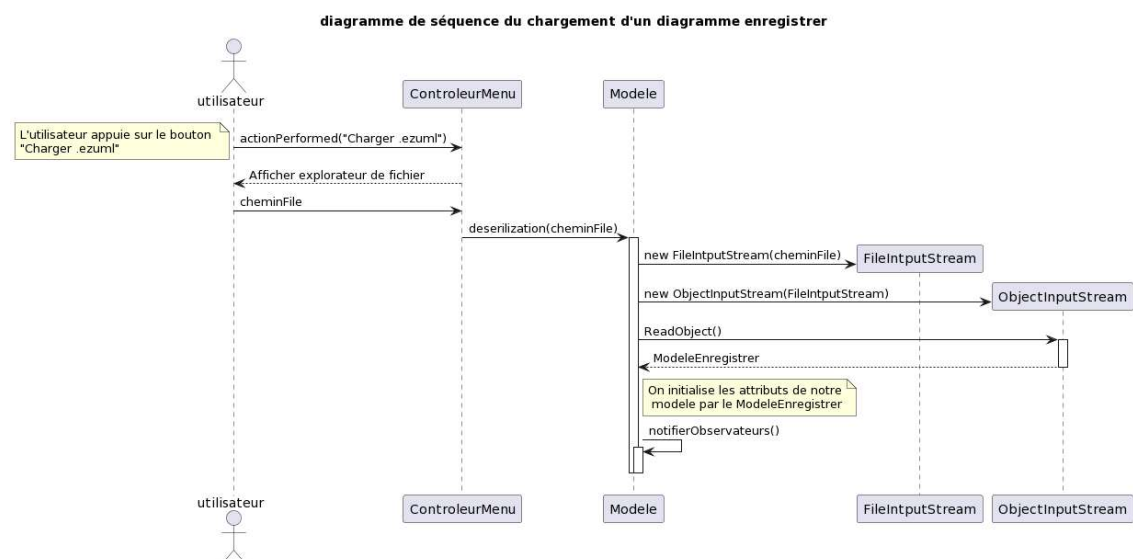 diagramme de séquence du chargement d'un diagramme enregistrer
utilisateur
ControleurMenu
Modele
L'utilisateur appuie sur le bouton
"Charger .ezuml"
actionPerformed("Charger .ezuml")
Afficher explorateur de fichier
cheminFile
deserilization(cheminFile)
new FileIntputStream(cheminFile)
FileIntputStream
new ObjectInputStream(FileIntputStream)
ObjectInputStream
ReadObject()
ModeleEnregistrer
On initialise les attributs de notre
modele par le ModeleEnregistrer
notifierObservateurs()
utilisateur
ControleurMenu
Modele
FileIntputStream
ObjectInputStream